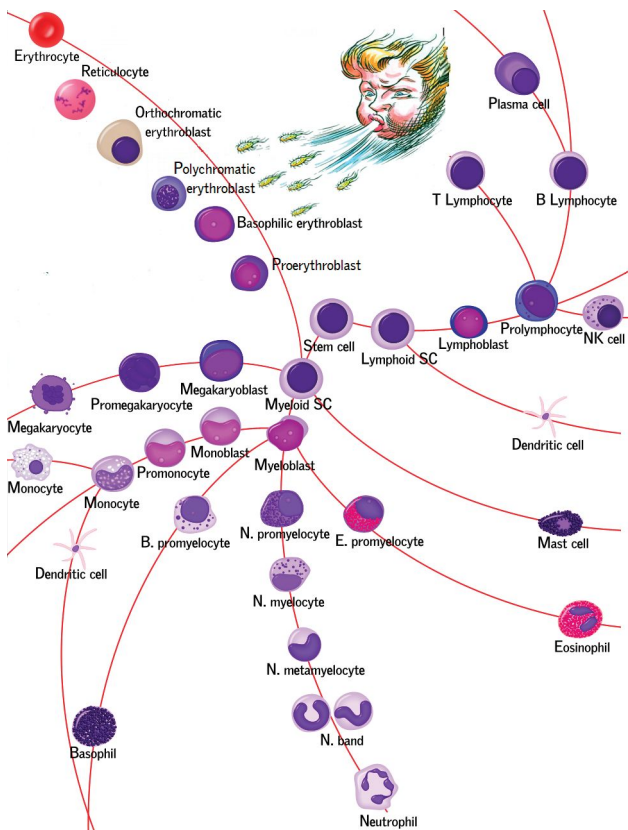 Erythrocyte
Reticulocyte
Orthochromatic
erythroblast
Polychromatic
erythroblast
Basophilic erythroblast
Proerythroblast
Plasma cell
T Lymphocyte
B Lymphocyte
Stem cell
Lymphoid SC
Lymphoblast
Prolymphocyte
NK cell
Megakaryocyte
Promegakaryocyte
Megakaryoblast
Myeloid SC
Dendritic cell
Monocyte
Monocyte
Promonocyte
Monoblast
Myeloblast
B. promyelocyte
N. promyelocyte
E. promyelocyte
Mast cell
Dendritic cell
N. myelocyte
Eosinophil
N. metamyelocyte
Basophil
N. band
Neutrophil